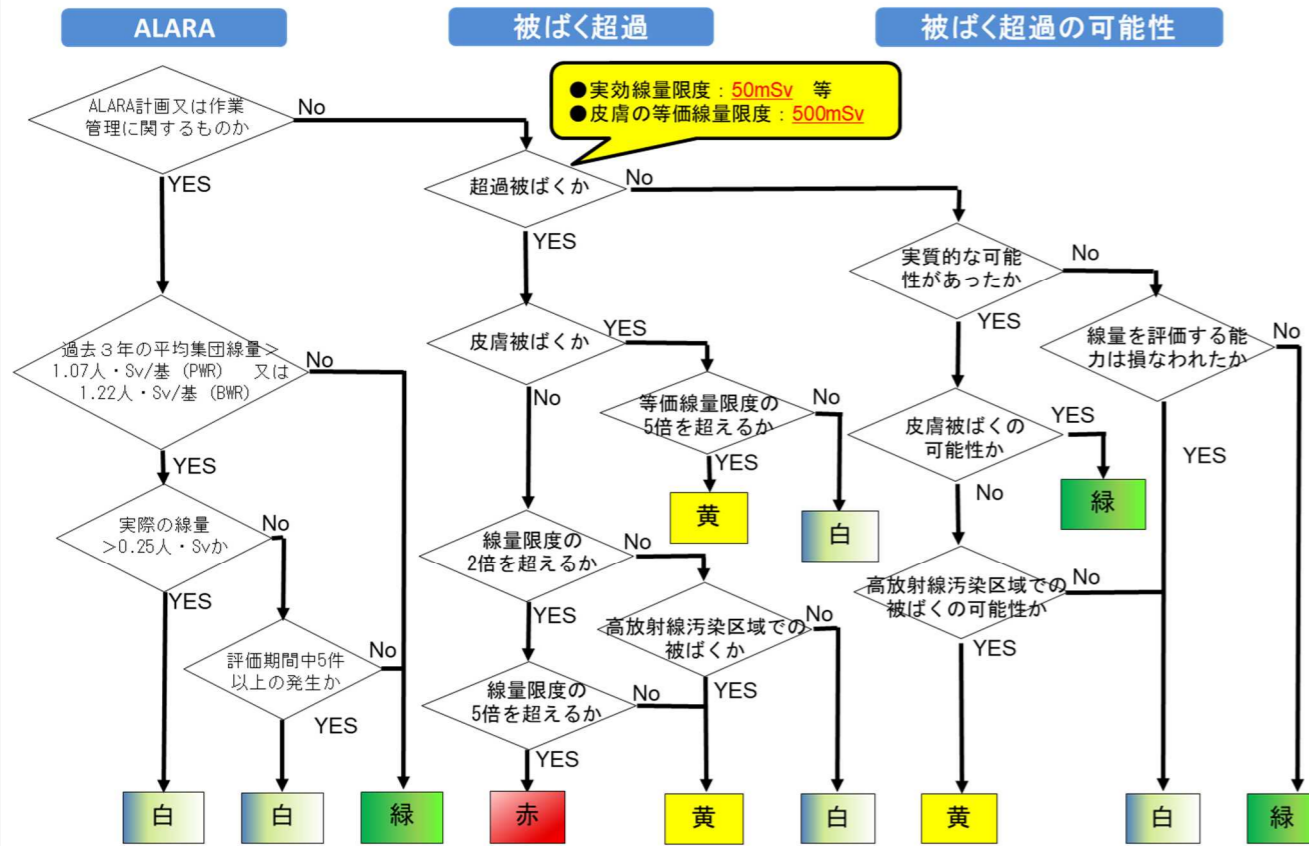 ALARA
被ばく超過
被ばく超過の可能性
●実効線量限度：50mSv 等
●皮膚の等価線量限度：500mSv
ALARA計画又は作業
管理に関するものか
No
YES
超過被ばくか
No
YES
実質的な可能
性があったか
No
YES
過去３年の平均集団線量＞
1.07人・Sv/基（PWR） 又は
1.22人・Sv/基（BWR）
No
YES
皮膚被ばくか
YES
No
線量を評価する能
力は損なわれたか
No
YES
等価線量限度の
5倍を超えるか
No
YES
皮膚被ばくの
可能性か
YES
No
黄
白
緑
実際の線量
>0.25人・Svか
No
YES
線量限度の
2倍を超えるか
No
YES
高放射線汚染区域での
被ばくの可能性か
No
YES
評価期間中5件
以上の発生か
No
YES
高放射線汚染区域での
被ばくか
No
YES
線量限度の
5倍を超えるか
No
YES
白
白
緑
赤
黄
白
黄
白
緑